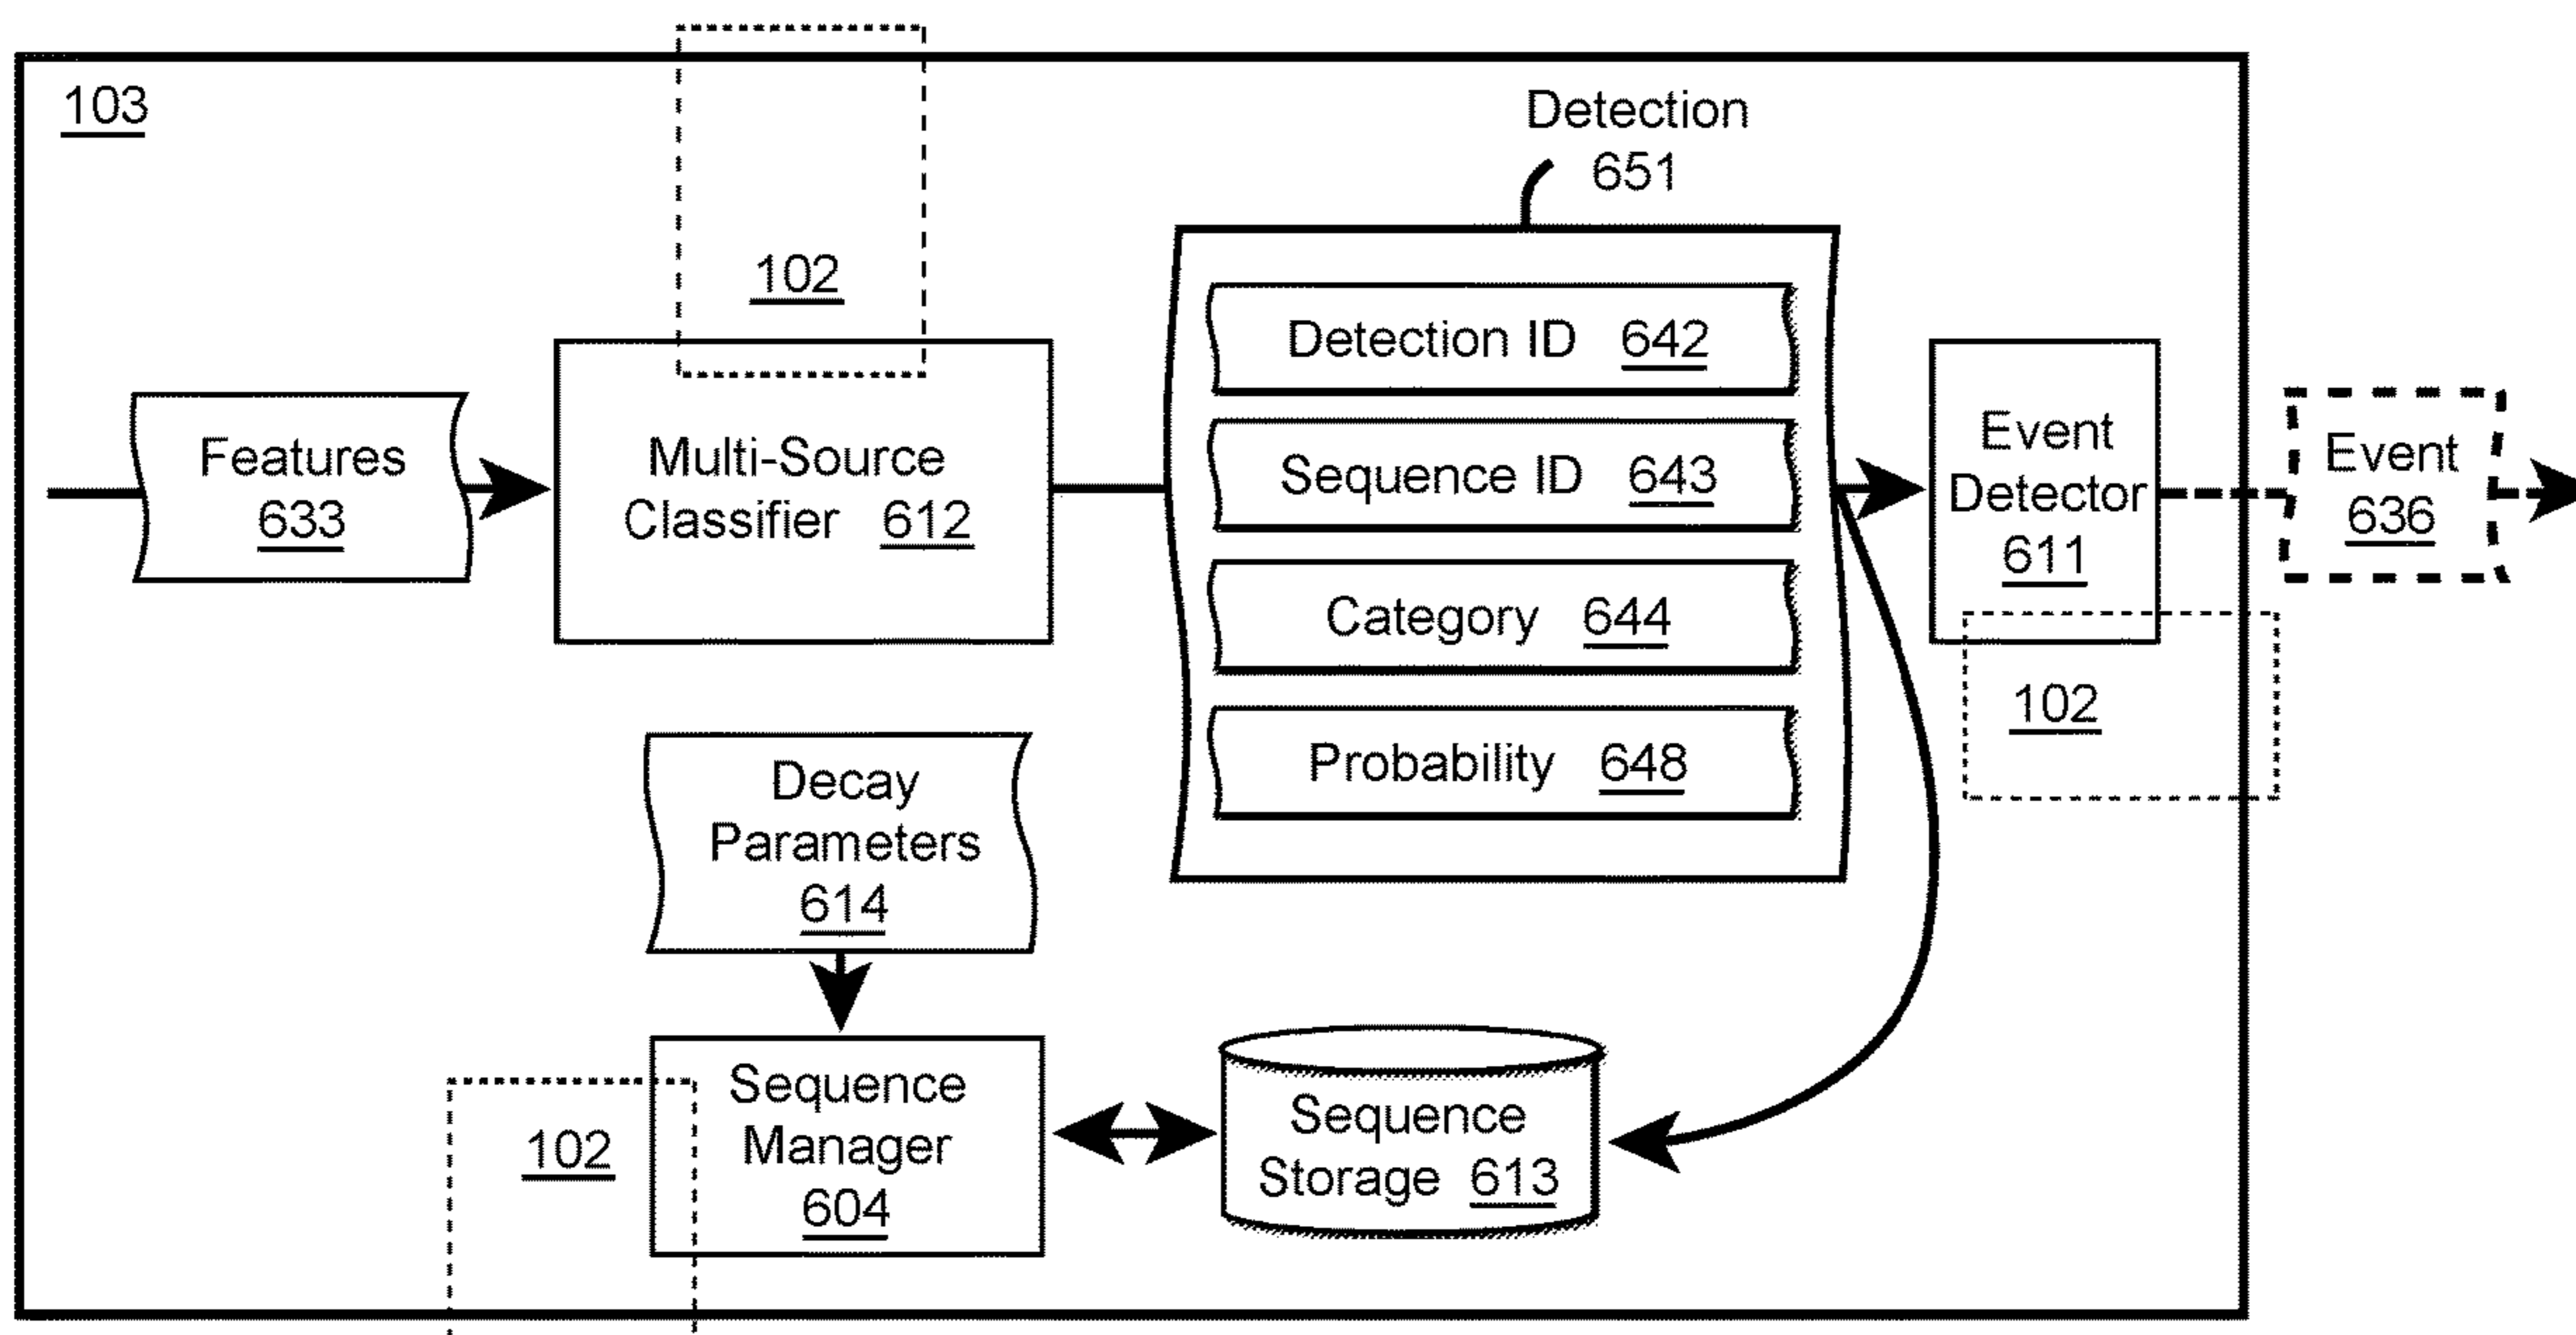 103
Detection
651
102
Detection ID 642
Features
633
Multi-Source
Classifier 612
Sequence ID 643
Event
Detector
611
Event
636
Category 644
102
Probability 648
Decay
Parameters
614
Sequence
Manager
604
102
Sequence
Storage 613